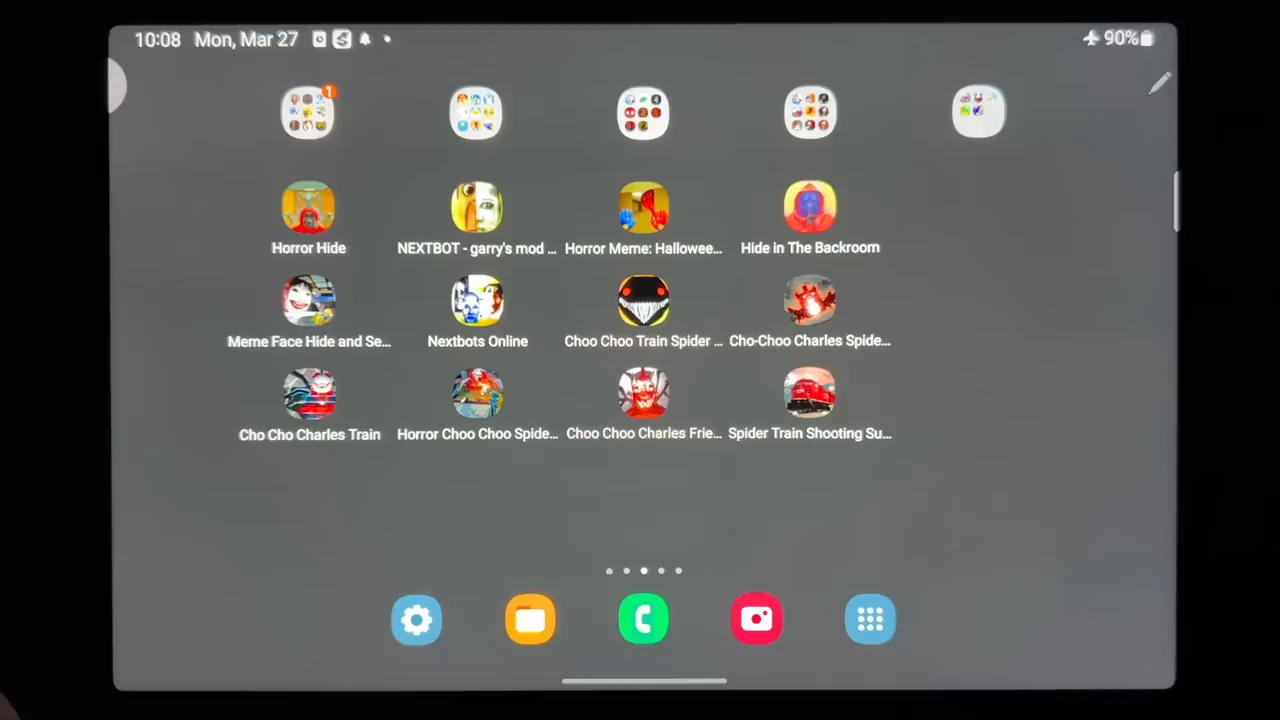 10:08 Mon, Mar 27 90%
1
Horror Hide NEXTBOT - garry's mod ... Horror Meme: Hallowee... Hide in The Backroom
Meme Face Hide and Se... Nextbots Online Choo Choo Train Spider ... Cho-Choo Charles Spide...
Cho Cho Charles Train Horror Choo Choo Spide... Choo Choo Charles Frie... Spider Train Shooting Su...